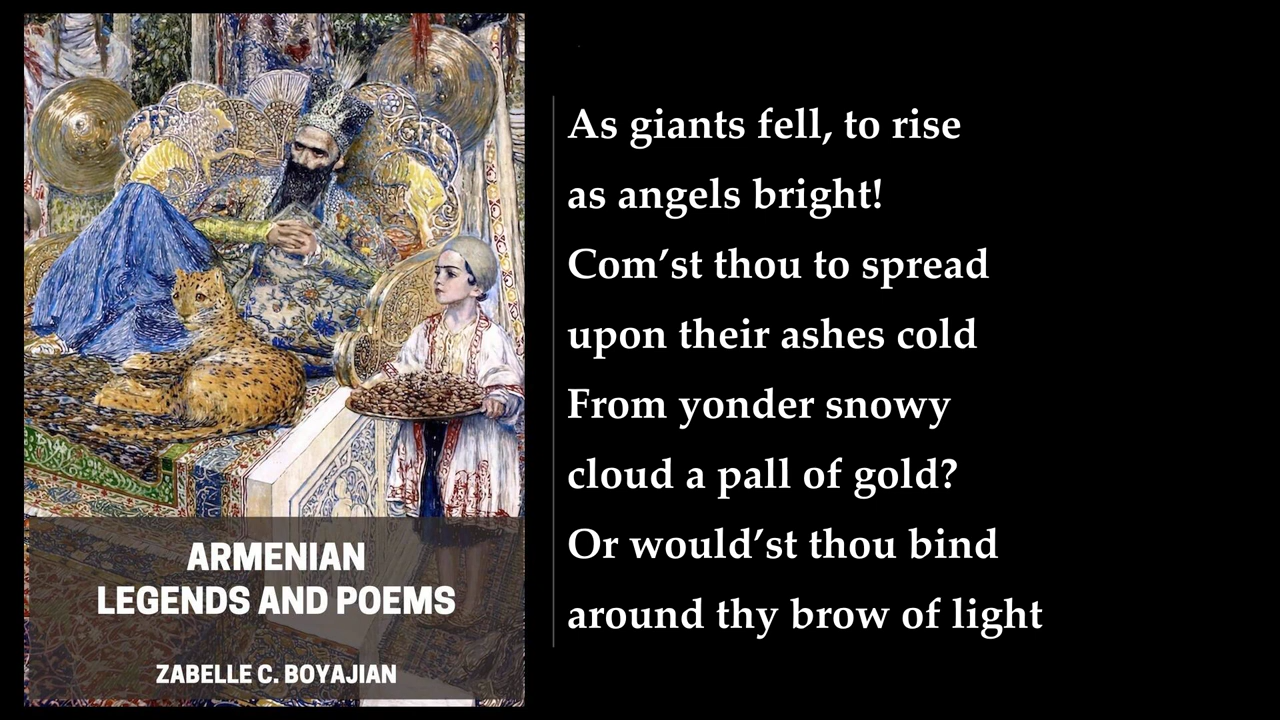 ARMENIAN
LEGENDS AND POEMS
ZABELLE C. BOYAJIAN
As giants fell, to rise
as angels bright!
Com’st thou to spread
upon their ashes cold
From yonder snowy
cloud a pall of gold?
Or would’st thou bind
around thy brow of light